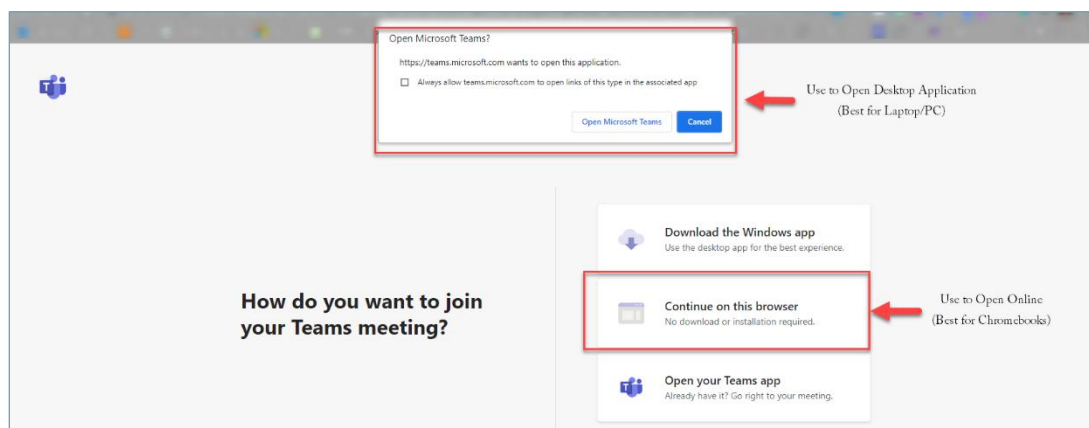 Open Microsoft Teams?
https://teams.microsoft.com wants to open this application.
Always allow teams.microsoft.com to open links of this type in the associated app
Open Microsoft Teams
Cancel
Use to Open Desktop Application
(Best for Laptop/PC)
How do you want to join
your Teams meeting?
Download the Windows app
Use the desktop app for the best experience.
Continue on this browser
No download or installation required.
Use to Open Online
(Best for Chromebooks)
Open your Teams app
Already have it? Go right to your meeting.